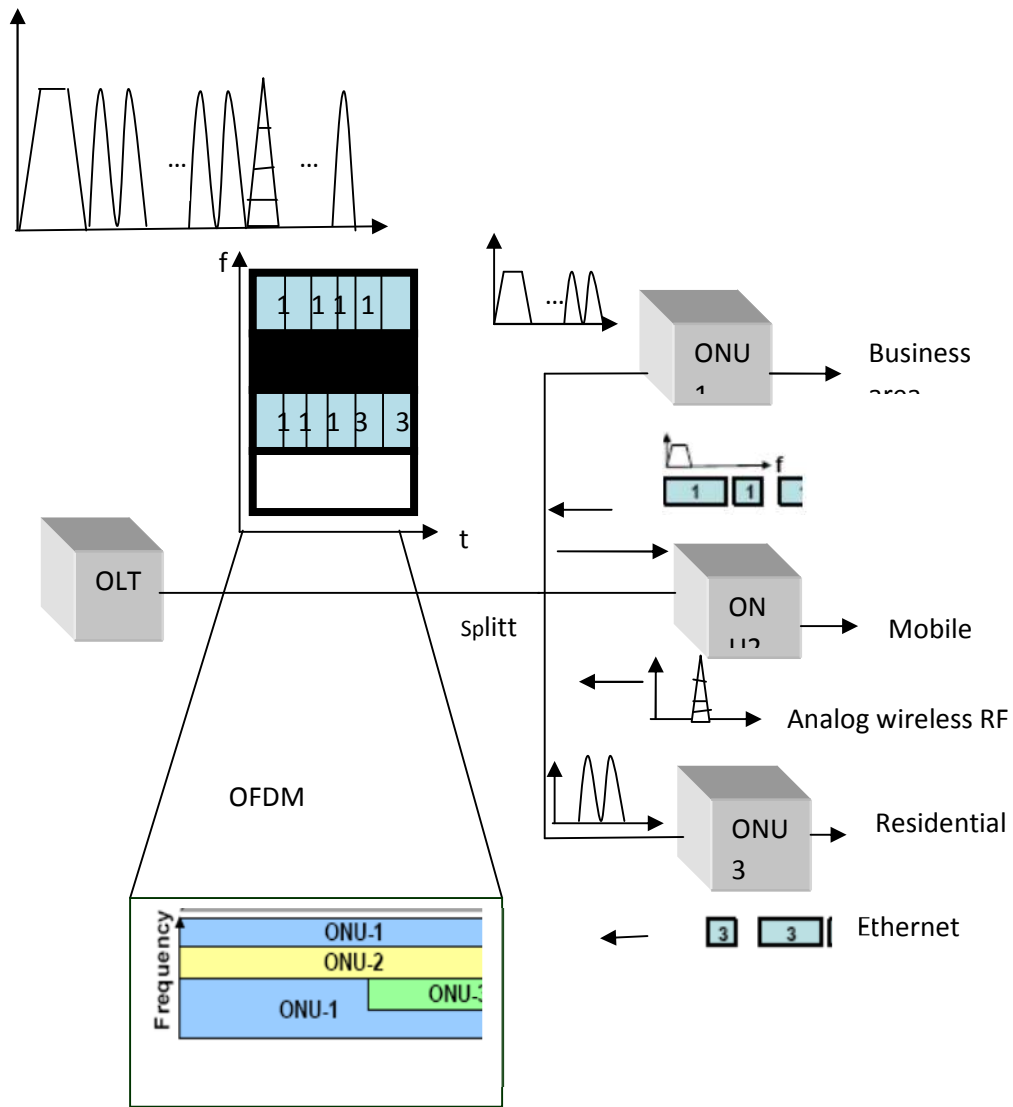 ...
...
f
1 1 1 1
...
ONU
Business
1 1 1 3 3
f
1 1
t
OLT
ON
Splitt
Mobile
Analog wireless RF
OFDM
ONU
3
Residential
3 3
Ethernet
Frequency
ONU-1
ONU-2
ONU-1